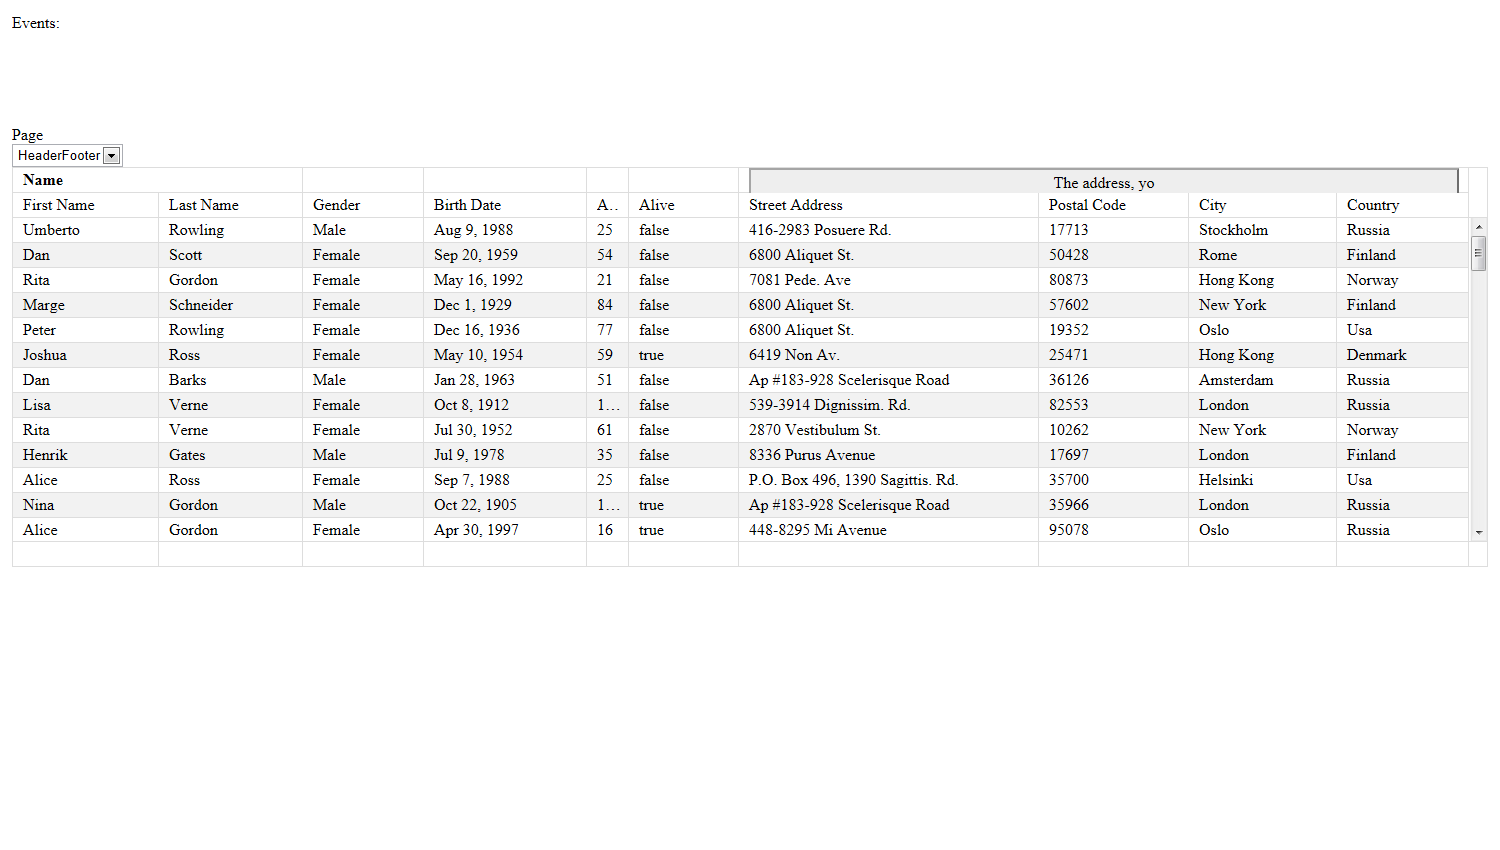 Events:
Page
HeaderFooter
Name The address, yo
First Name Last Name Gender Birth Date A.. Alive Street Address Postal Code City Country
Umberto Rowling Male Aug 9, 1988 25 false 416-2983 Posuere Rd. 17713 Stockholm Russia
Dan Scott Female Sep 20, 1959 54 false 6800 Aliquet St. 50428 Rome Finland
Rita Gordon Female May 16, 1992 21 false 7081 Pede. Ave 80873 Hong Kong Norway
Marge Schneider Female Dec 1, 1929 84 false 6800 Aliquet St. 57602 New York Finland
Peter Rowling Female Dec 16, 1936 77 false 6800 Aliquet St. 19352 Oslo Usa
Joshua Ross Female May 10, 1954 59 true 6419 Non Av. 25471 Hong Kong Denmark
Dan Barks Male Jan 28, 1963 51 false Ap #183-928 Scelerisque Road 36126 Amsterdam Russia
Lisa Verne Female Oct 8, 1912 1... false 539-3914 Dignissim. Rd. 82553 London Russia
Rita Verne Female Jul 30, 1952 61 false 2870 Vestibulum St. 10262 New York Norway
Henrik Gates Male Jul 9, 1978 35 false 8336 Purus Avenue 17697 London Finland
Alice Ross Female Sep 7, 1988 25 false P.O. Box 496, 1390 Sagittis. Rd. 35700 Helsinki Usa
Nina Gordon Male Oct 22, 1905 1... true Ap #183-928 Scelerisque Road 35966 London Russia
Alice Gordon Female Apr 30, 1997 16 true 448-8295 Mi Avenue 95078 Oslo Russia